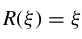 R(ξ) = ξ